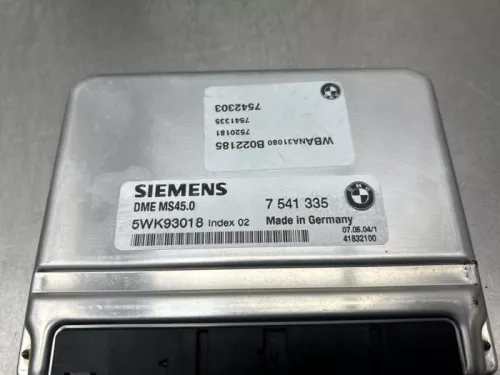 7542303
7541335
7520181
WBANA31080 B022185
SIEMENS
DME MS45.0
7 541 335
5WK93018 Index 02
Made in Germany
07.06.04/1
41832100